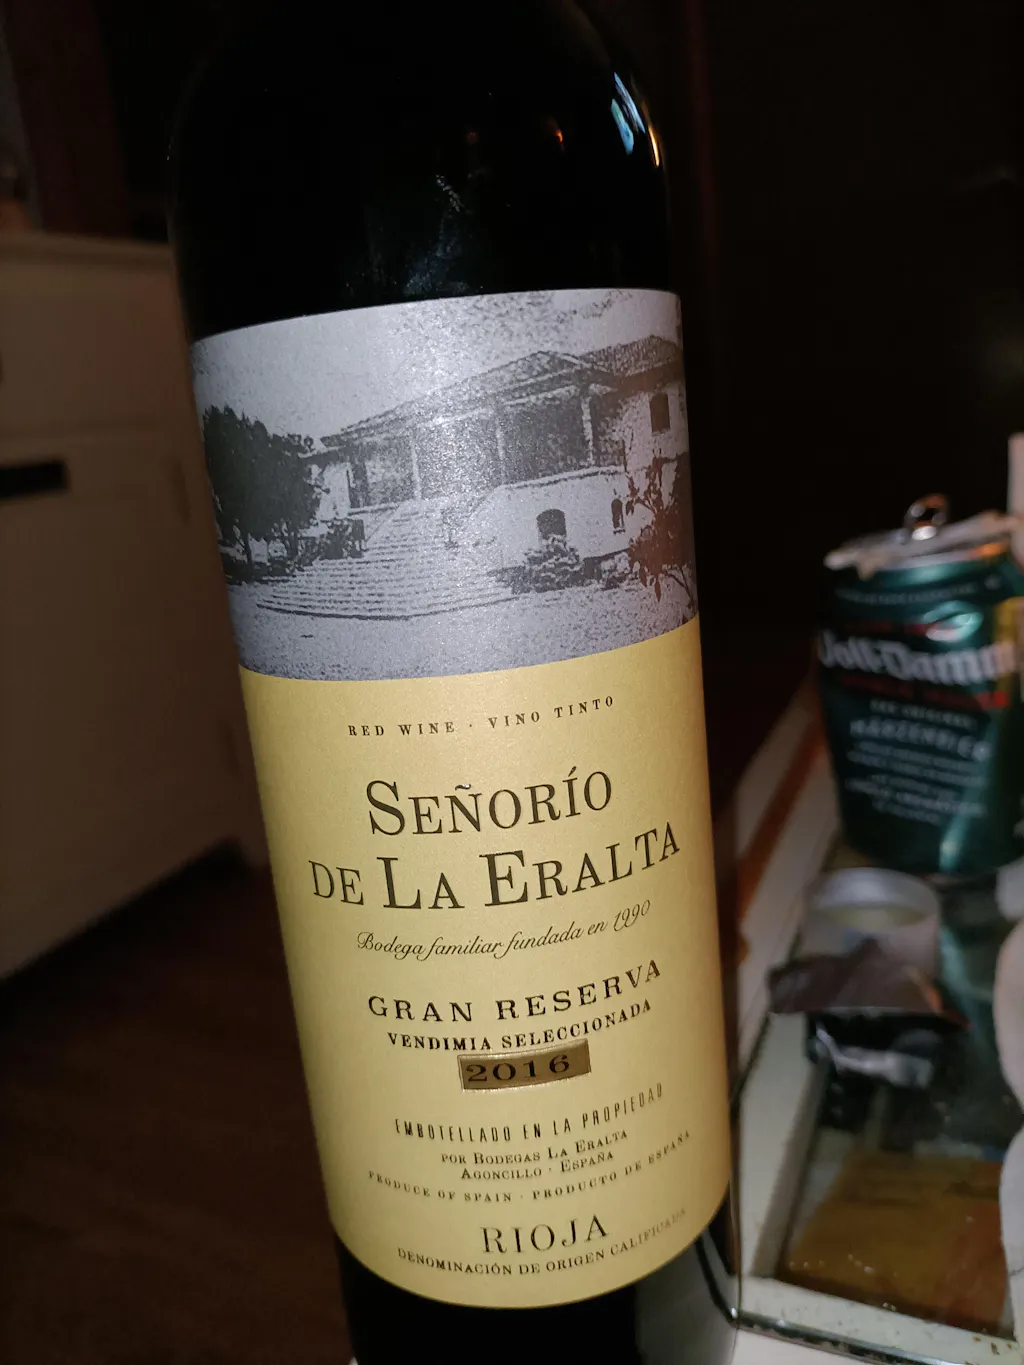 RED WINE · VINO TINTO
SEÑORÍO
DE LA ERALTA
Bodega familiar fundada en 1990
GRAN RESERVA
VENDIMIA SELECCIONADA
2016
EMBOTELLADO EN LA PROPIEDAD
POR BODEGAS LA ERALTA
AGONCILLO · ESPAÑA
PRODUCE OF SPAIN · PRODUCTO DE ESPAÑA
RIOJA
DENOMINACIÓN DE ORIGEN CALIFICADA
Voll-Damm
MÄRZENBIER